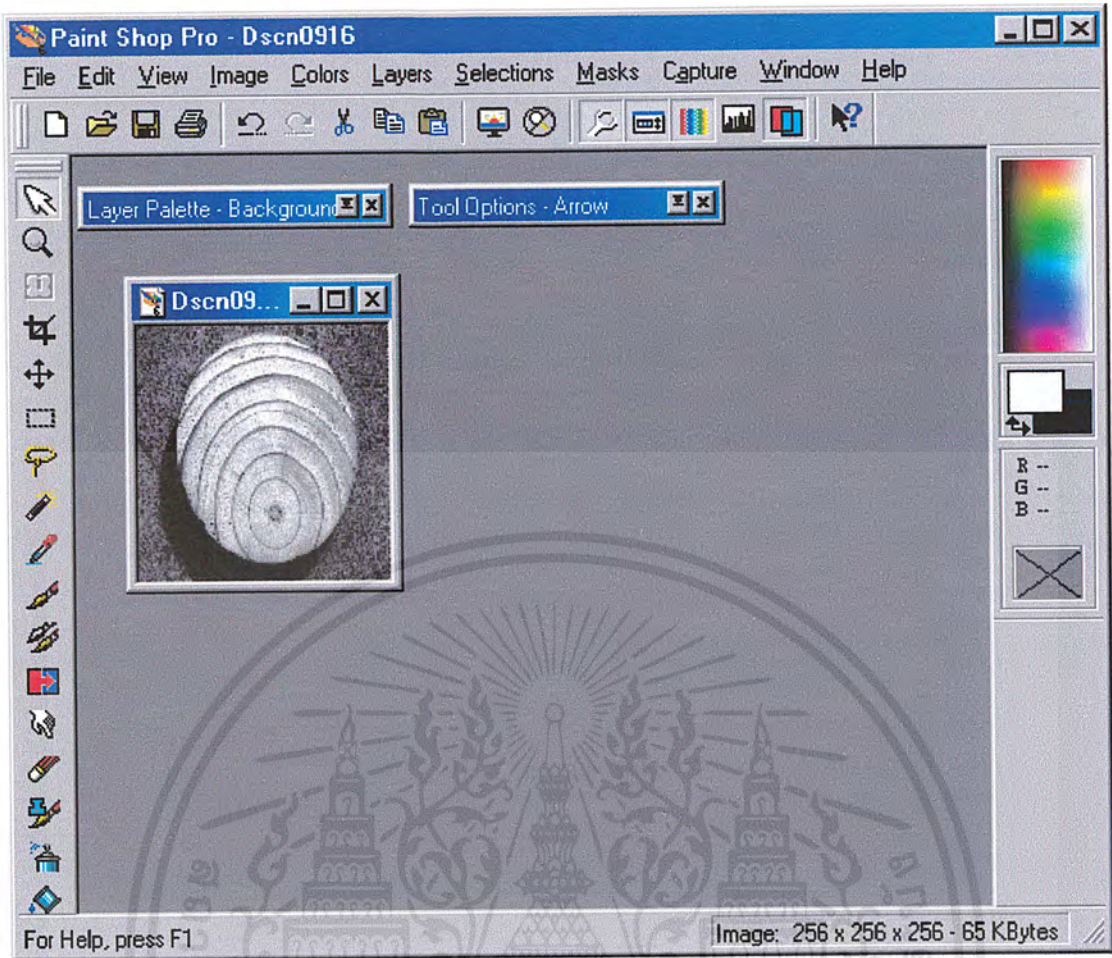 Paint Shop Pro - Dscn0916
File Edit View Image Colors Layers Selections Masks Capture Window Help
Layer Palette - Background
Tool Options - Arrow
Dscn09...
R --
G --
B --
For Help, press F1
Image: 256 x 256 x 256 - 65 KBytes